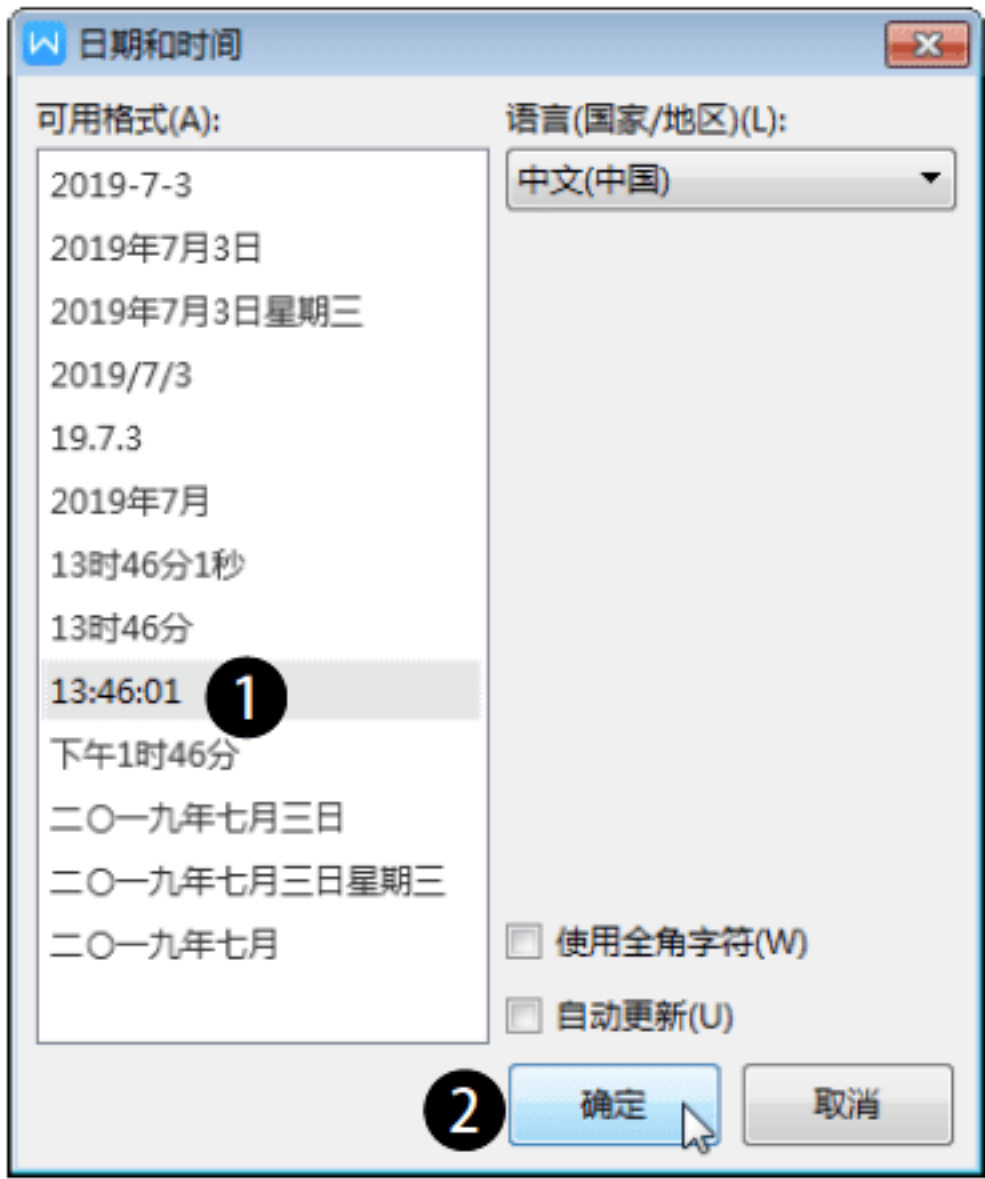 日期和时间
可用格式(A):
2019-7-3
2019年7月3日
2019年7月3日星期三
2019/7/3
19.7.3
2019年7月
13时46分1秒
13时46分
13:46:01
1
下午1时46分
二〇一九年七月三日
二〇一九年七月三日星期三
二〇一九年七月
语言(国家/地区)(L):
中文(中国)
使用全角字符(W)
自动更新(U)
2
确定
取消